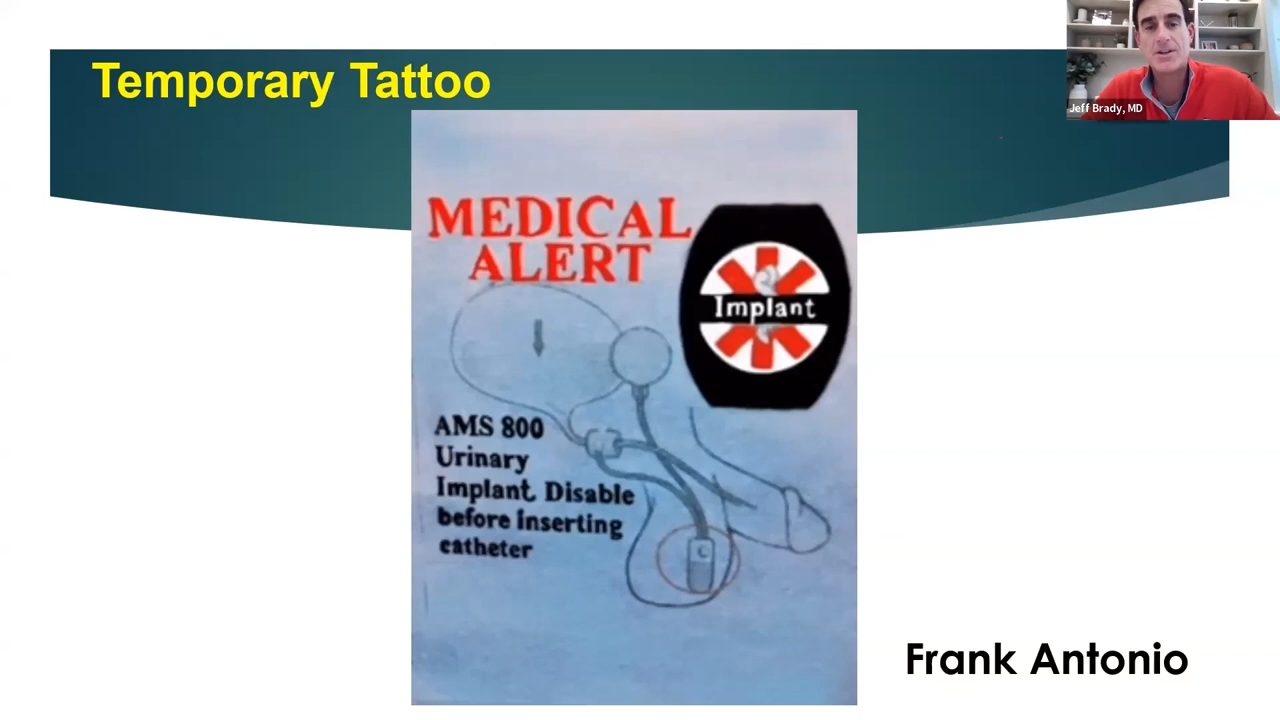 Temporary Tattoo
Jeff Brady, MD
MEDICAL
ALERT
Implant
AMS 800
Urinary
Implant. Disable
before Inserting
catheter
Frank Antonio